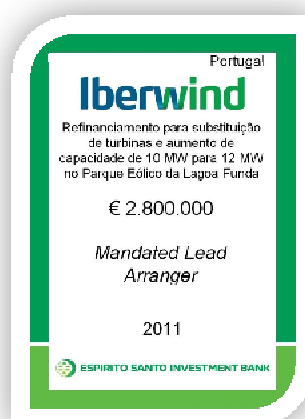 Portugal
Iberwind
Refinanciamento para substituição
de turbinas e aumento de
capacidade de 10 MW para 12 MW
no Parque Eólico da Lagoa Funda
€ 2.800.000
Mandated Lead
Arranger
2011
ESPIRITO SANTO INVESTMENT BANK